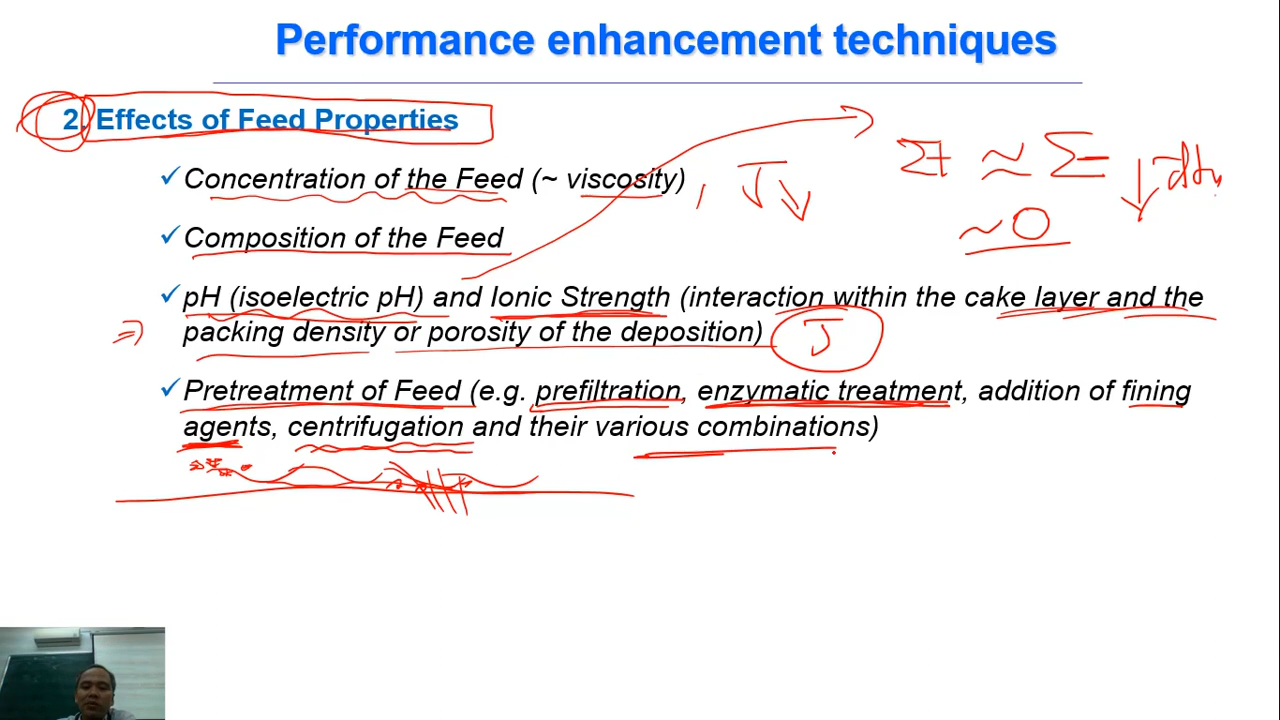 Performance enhancement techniques
2. Effects of Feed Properties
✓Concentration of the Feed (~ viscosity) , J
Σ+ ≈ Σ-
~ 0
✓Composition of the Feed
✓pH (isoelectric pH) and Ionic Strength (interaction within the cake layer and the
⇒ packing density or porosity of the deposition) J
✓Pretreatment of Feed (e.g. prefiltration, enzymatic treatment, addition of fining
agents, centrifugation and their various combinations)